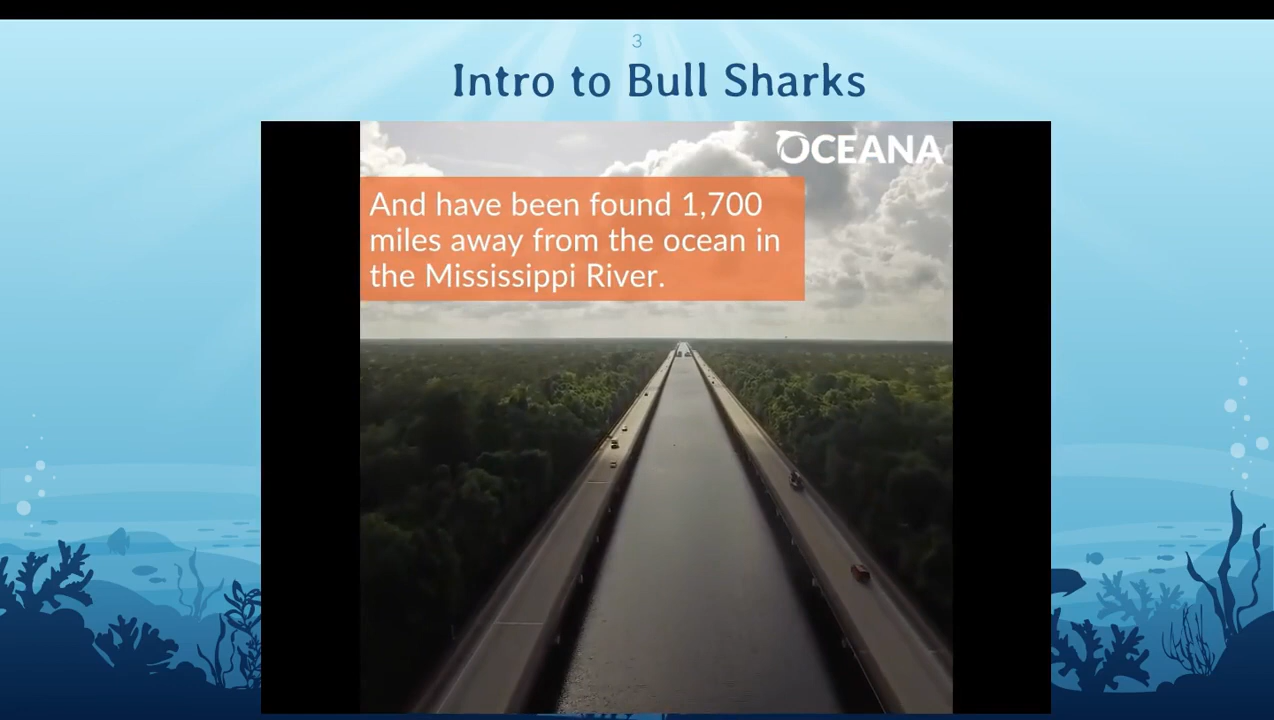 3
Intro to Bull Sharks
OCEANA
And have been found 1,700
miles away from the ocean in
the Mississippi River.